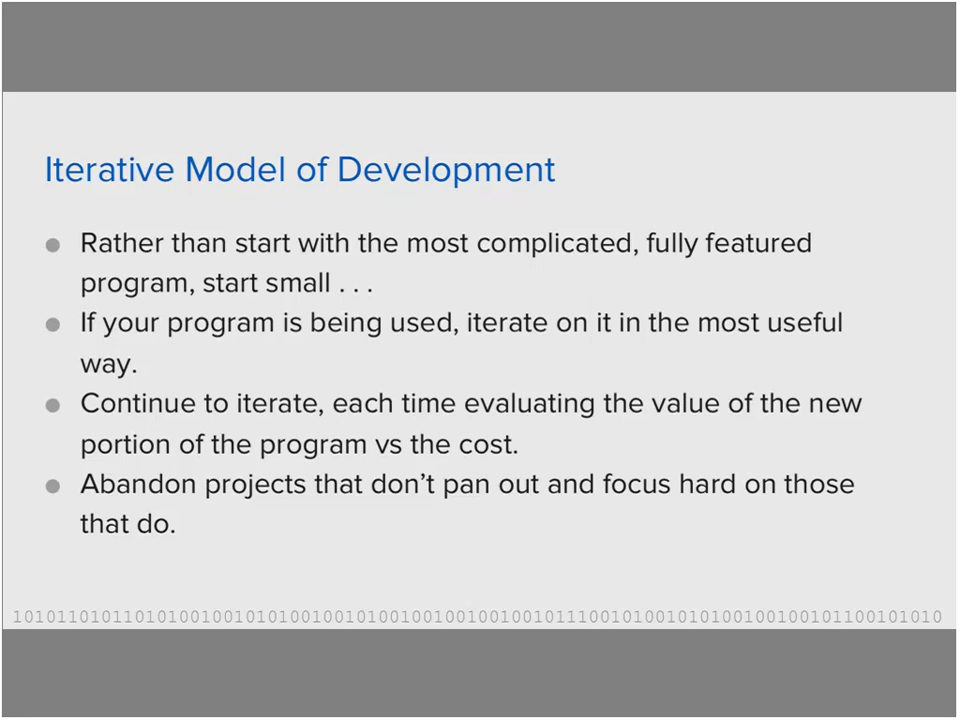 Iterative Model of Development
● Rather than start with the most complicated, fully featured
program, start small . . .
● If your program is being used, iterate on it in the most useful
way.
● Continue to iterate, each time evaluating the value of the new
portion of the program vs the cost.
● Abandon projects that don't pan out and focus hard on those
that do.